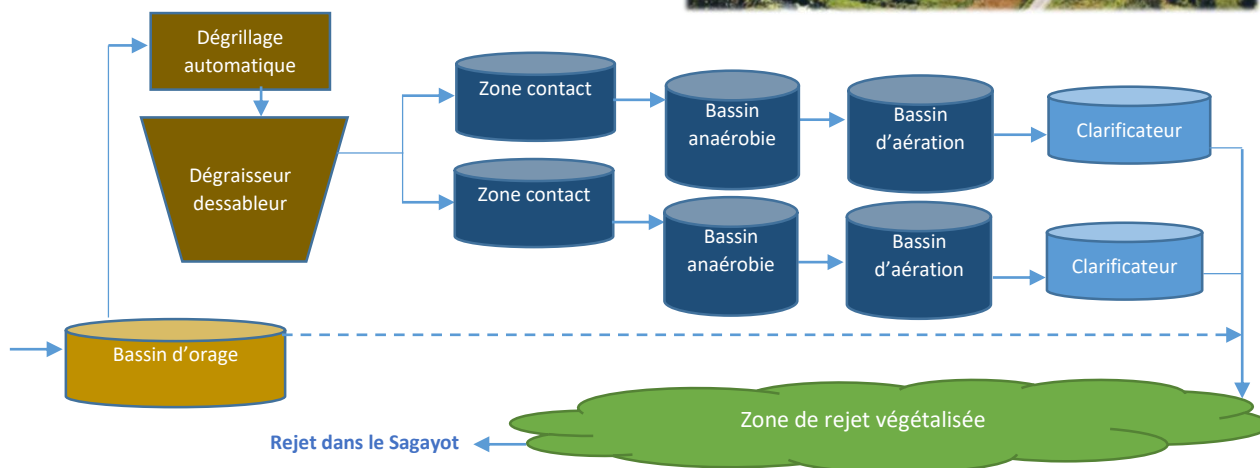 Dégrillage
automatique
Dégraisseur
dessableur
Zone contact
Bassin
anaérobie
Bassin
d'aération
Clarificateur
Zone contact
Bassin
anaérobie
Bassin
d'aération
Clarificateur
Bassin d'orage
Zone de rejet végétalisée
Rejet dans le Sagayot